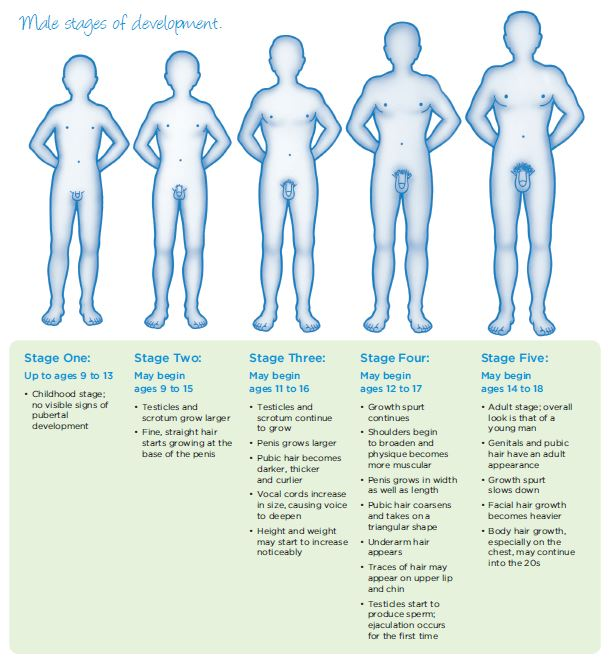 Male stages of development.
Stage One:
Up to ages 9 to 13
• Childhood stage;
no visible signs of
pubertal
development
Stage Two:
May begin
ages 9 to 15
• Testicles and
scrotum grow larger
• Fine, straight hair
starts growing at the
base of the penis
Stage Three:
May begin
ages 11 to 16
• Testicles and
scrotum continue
to grow
• Penis grows larger
• Pubic hair becomes
darker, thicker
and curlier
• Vocal cords increase
in size, causing voice
to deepen
• Height and weight
may start to increase
noticeably
Stage Four:
May begin
ages 12 to 17
• Growth spurt
continues
• Shoulders begin
to broaden and
physique becomes
more muscular
• Penis grows in width
as well as length
• Pubic hair coarsens
and takes on a
triangular shape
• Underarm hair
appears
• Traces of hair may
appear on upper lip
and chin
• Testicles start to
produce sperm;
ejaculation occurs
for the first time
Stage Five:
May begin
ages 14 to 18
• Adult stage; overall
look is that of a
young man
• Genitals and pubic
hair have an adult
appearance
• Growth spurt
slows down
• Facial hair growth
becomes heavier
• Body hair growth,
especially on the
chest, may continue
into the 20s